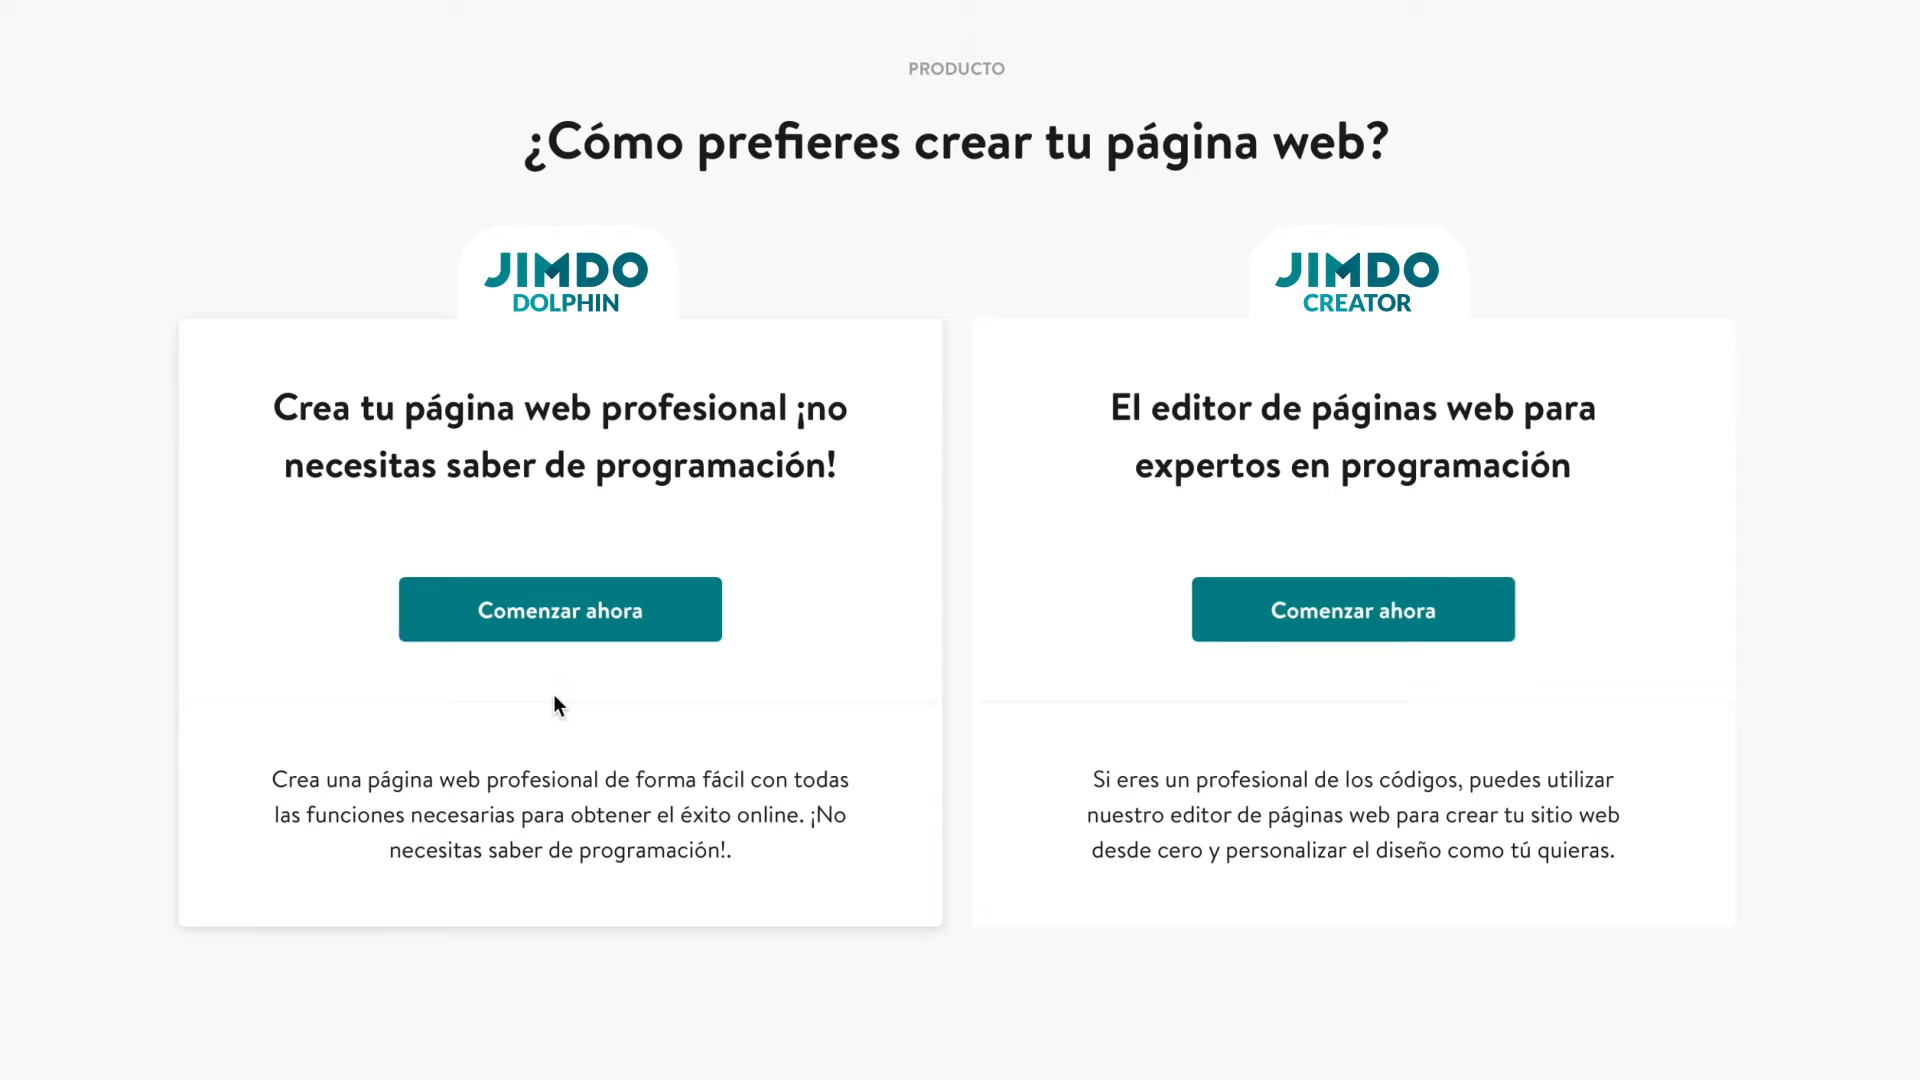 PRODUCTO
¿Cómo prefieres crear tu página web?
JIMDO
DOLPHIN
Crea tu página web profesional ¡no
necesitas saber de programación!
Comenzar ahora
Crea una página web profesional de forma fácil con todas
las funciones necesarias para obtener el éxito online. ¡No
necesitas saber de programación!.
JIMDO
CREATOR
El editor de páginas web para
expertos en programación
Comenzar ahora
Si eres un profesional de los códigos, puedes utilizar
nuestro editor de páginas web para crear tu sitio web
desde cero y personalizar el diseño como tú quieras.